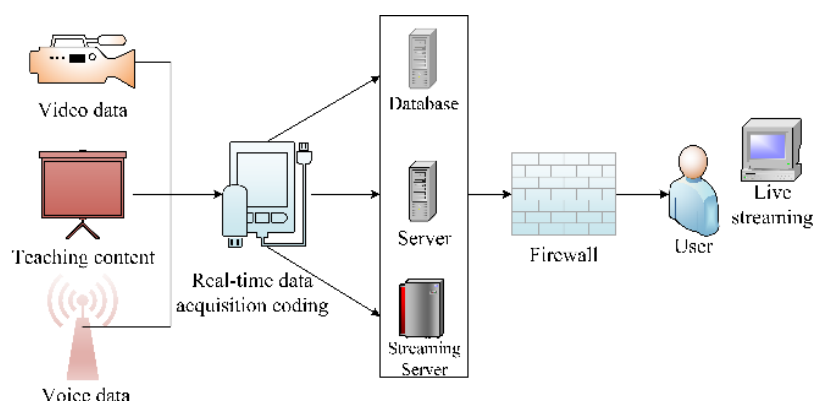 Video data
Teaching content
Voice data
Real-time data
acquisition coding
Database
Server
Streaming
Server
Firewall
User
Live
streaming